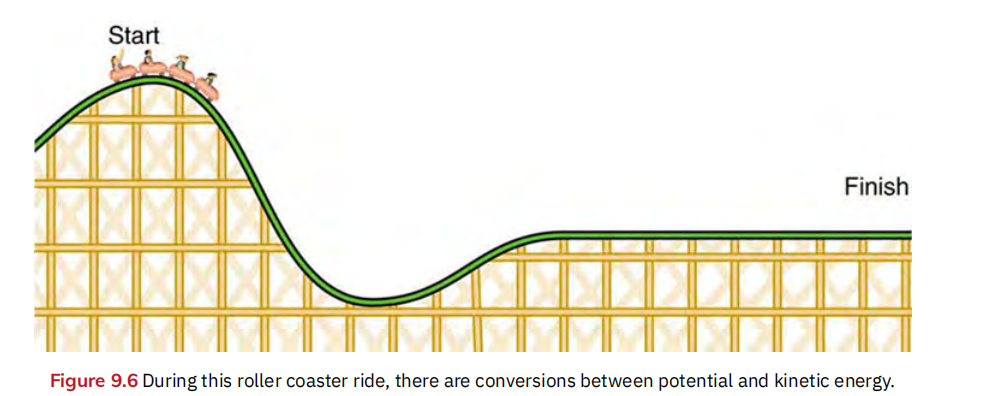 Start
Finish
Figure 9.6 During this roller coaster ride, there are conversions between potential and kinetic energy.